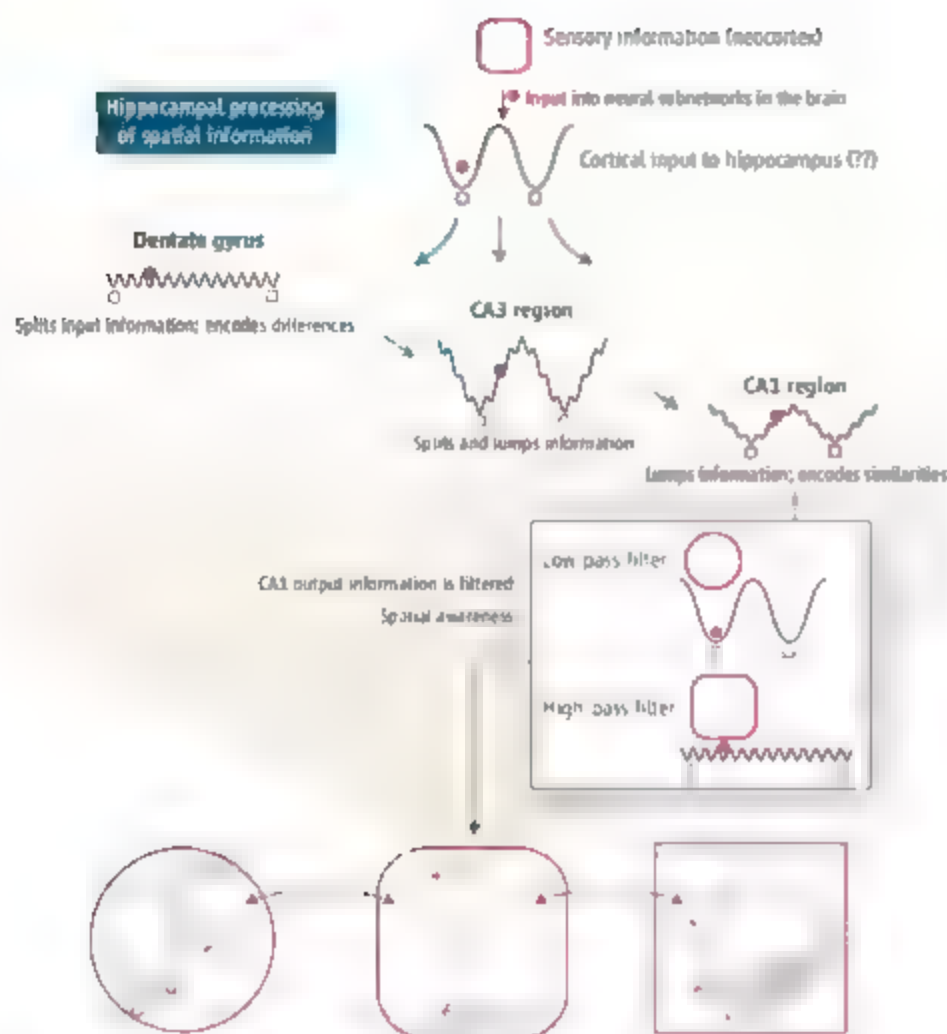 Sensory information (neocortex)
Hippocampal processing
of spatial information
Input into neural subnetworks in the brain
Cortical input to hippocampus (??)
Dentate gyrus
Splits input information; encodes differences
CA3 region
Splits and lumps information
CA1 region
Lumps information; encodes similarities
Low pass filter
CA1 output information is filtered
Spatial awareness
High pass filter